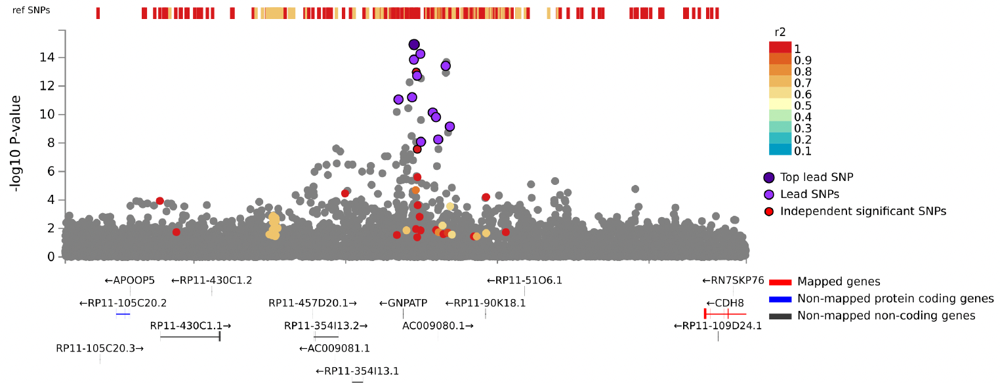 ref SNPs
r2
1
0.9
0.8
0.7
0.6
0.5
0.4
0.3
0.2
0.1
-log10 P-value
14
12
10
8
6
4
2
0
Top lead SNP
Lead SNPs
Independent significant SNPs
←APOOP5 ←RP11-430C1.2 ←RP11-51O6.1 ←RN7SKP76
Mapped genes
←RP11-105C20.2 RP11-457D20.1→ ←GNPATP ←RP11-90K18.1 ←CDH8
Non-mapped protein coding genes
RP11-430C1.1→ RP11-354I13.2→ AC009080.1→ ←RP11-109D24.1
Non-mapped non-coding genes
RP11-105C20.3→ ←AC009081.1
←RP11-354I13.1